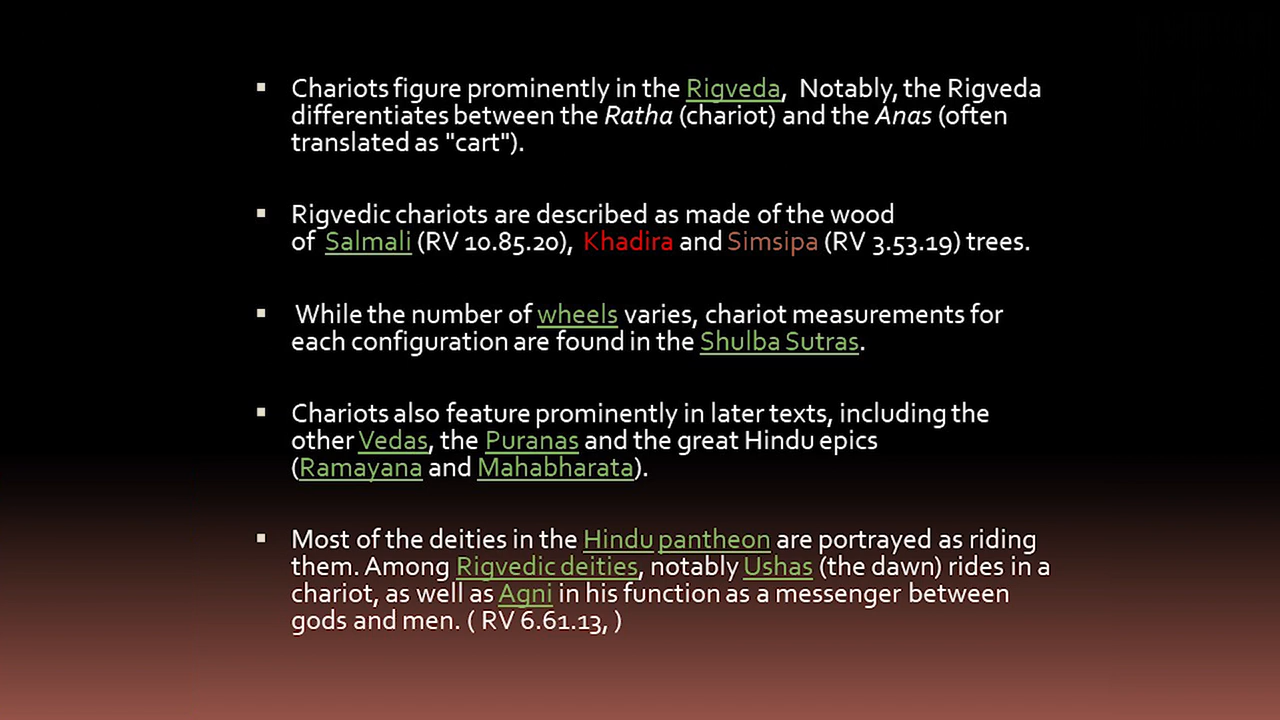 ▪ Chariots figure prominently in the Rigveda,  Notably, the Rigveda
differentiates between the Ratha (chariot) and the Anas (often
translated as "cart").
▪ Rigvedic chariots are described as made of the wood
of  Salmali (RV 10.85.20),  Khadira and Simsipa (RV 3.53.19) trees.
▪ While the number of wheels varies, chariot measurements for
each configuration are found in the Shulba Sutras.
▪ Chariots also feature prominently in later texts, including the
other Vedas, the Puranas and the great Hindu epics
(Ramayana and Mahabharata).
▪ Most of the deities in the Hindu pantheon are portrayed as riding
them. Among Rigvedic deities, notably Ushas (the dawn) rides in a
chariot, as well as Agni in his function as a messenger between
gods and men. ( RV 6.61.13, )